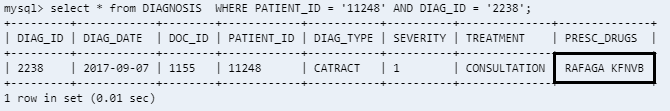 mysql> select * from DIAGNOSIS  WHERE PATIENT_ID = '11248' AND DIAG_ID = '2238';
+---------+------------+--------+------------+-----------+----------+--------------+--------------+
| DIAG_ID | DIAG_DATE | DOC_ID | PATIENT_ID | DIAG_TYPE | SEVERITY | TREATMENT | PRESC_DRUGS |
+---------+------------+--------+------------+-----------+----------+--------------+--------------+
| 2238 | 2017-09-07 | 1155 | 11248 | CATRACT | 1 | CONSULTATION | RAFAGA KFNVB |
+---------+------------+--------+------------+-----------+----------+--------------+--------------+
1 row in set (0.01 sec)